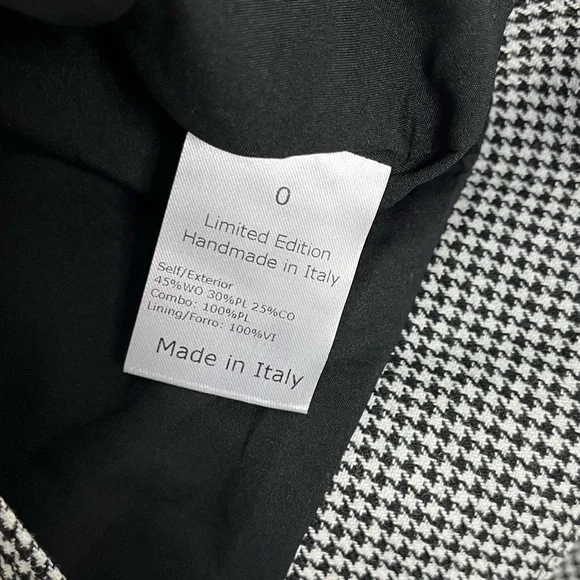 0
Limited Edition
Handmade in Italy
Self/Exterior
45%WO 30%PL 25%CO
Combo: 100%PL
Lining/Forro: 100%VI
Made in Italy